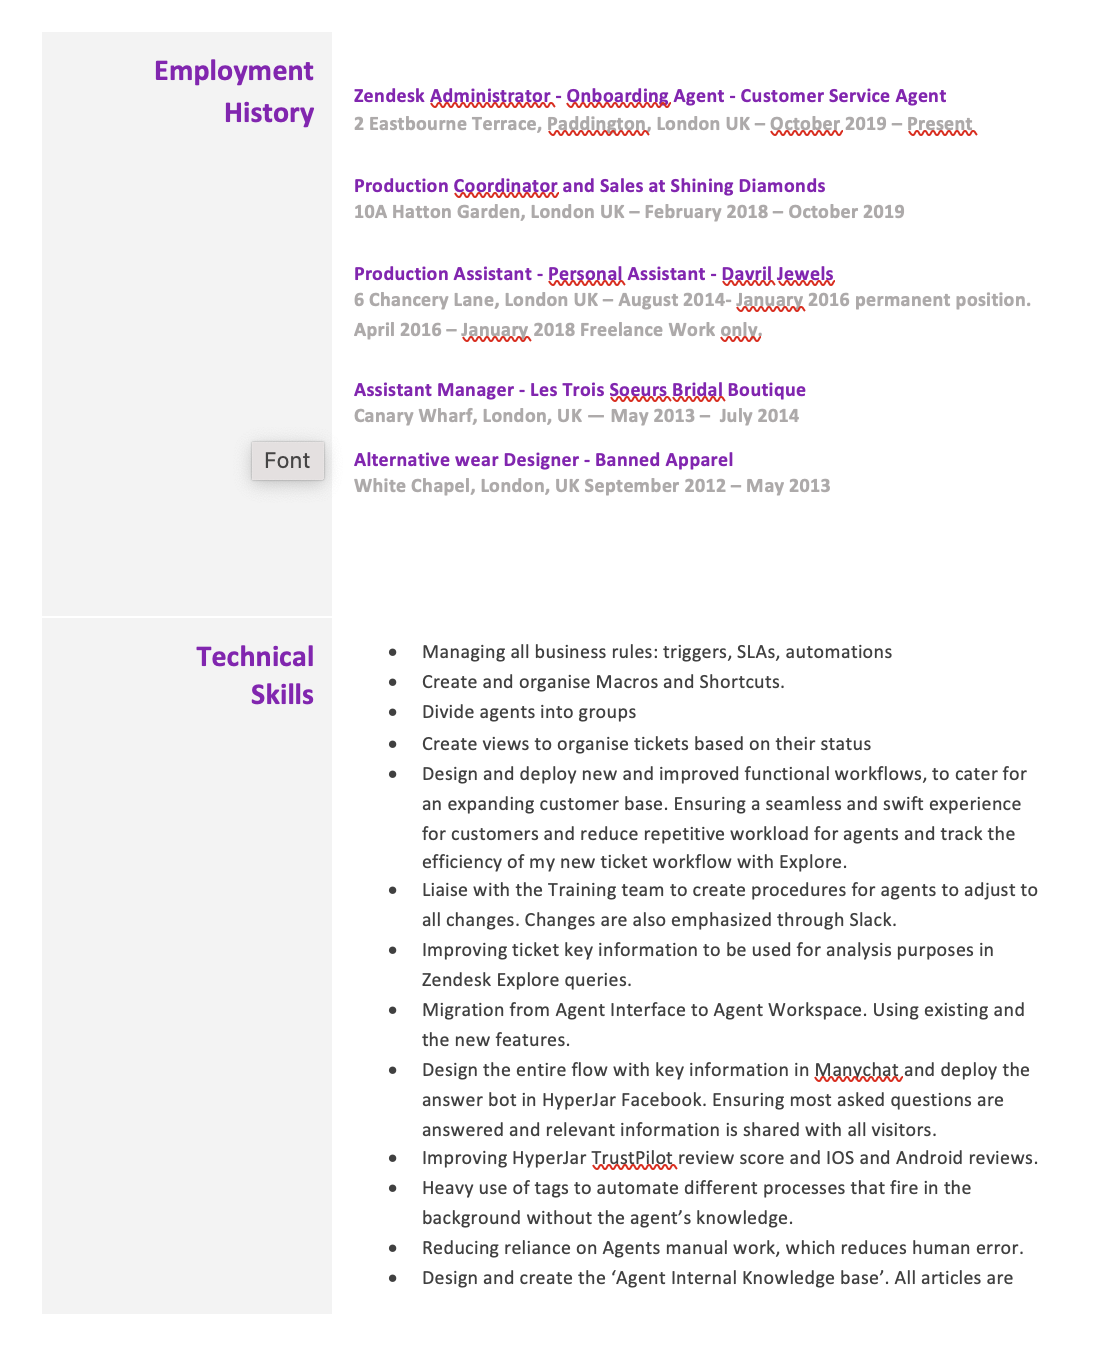 Employment
History
Zendesk Administrator - Onboarding Agent - Customer Service Agent
2 Eastbourne Terrace, Paddington, London UK – October 2019 – Present
Production Coordinator and Sales at Shining Diamonds
10A Hatton Garden, London UK – February 2018 – October 2019
Production Assistant - Personal Assistant - Davril Jewels
6 Chancery Lane, London UK – August 2014- January 2016 permanent position.
April 2016 – January 2018 Freelance Work only.
Assistant Manager - Les Trois Soeurs Bridal Boutique
Canary Wharf, London, UK — May 2013 – July 2014
Font
Alternative wear Designer - Banned Apparel
White Chapel, London, UK September 2012 – May 2013
Technical
Skills
• Managing all business rules: triggers, SLAs, automations
• Create and organise Macros and Shortcuts.
• Divide agents into groups
• Create views to organise tickets based on their status
• Design and deploy new and improved functional workflows, to cater for
an expanding customer base. Ensuring a seamless and swift experience
for customers and reduce repetitive workload for agents and track the
efficiency of my new ticket workflow with Explore.
• Liaise with the Training team to create procedures for agents to adjust to
all changes. Changes are also emphasized through Slack.
• Improving ticket key information to be used for analysis purposes in
Zendesk Explore queries.
• Migration from Agent Interface to Agent Workspace. Using existing and
the new features.
• Design the entire flow with key information in Manychat and deploy the
answer bot in HyperJar Facebook. Ensuring most asked questions are
answered and relevant information is shared with all visitors.
• Improving HyperJar TrustPilot review score and IOS and Android reviews.
• Heavy use of tags to automate different processes that fire in the
background without the agent’s knowledge.
• Reducing reliance on Agents manual work, which reduces human error.
• Design and create the ‘Agent Internal Knowledge base’. All articles are